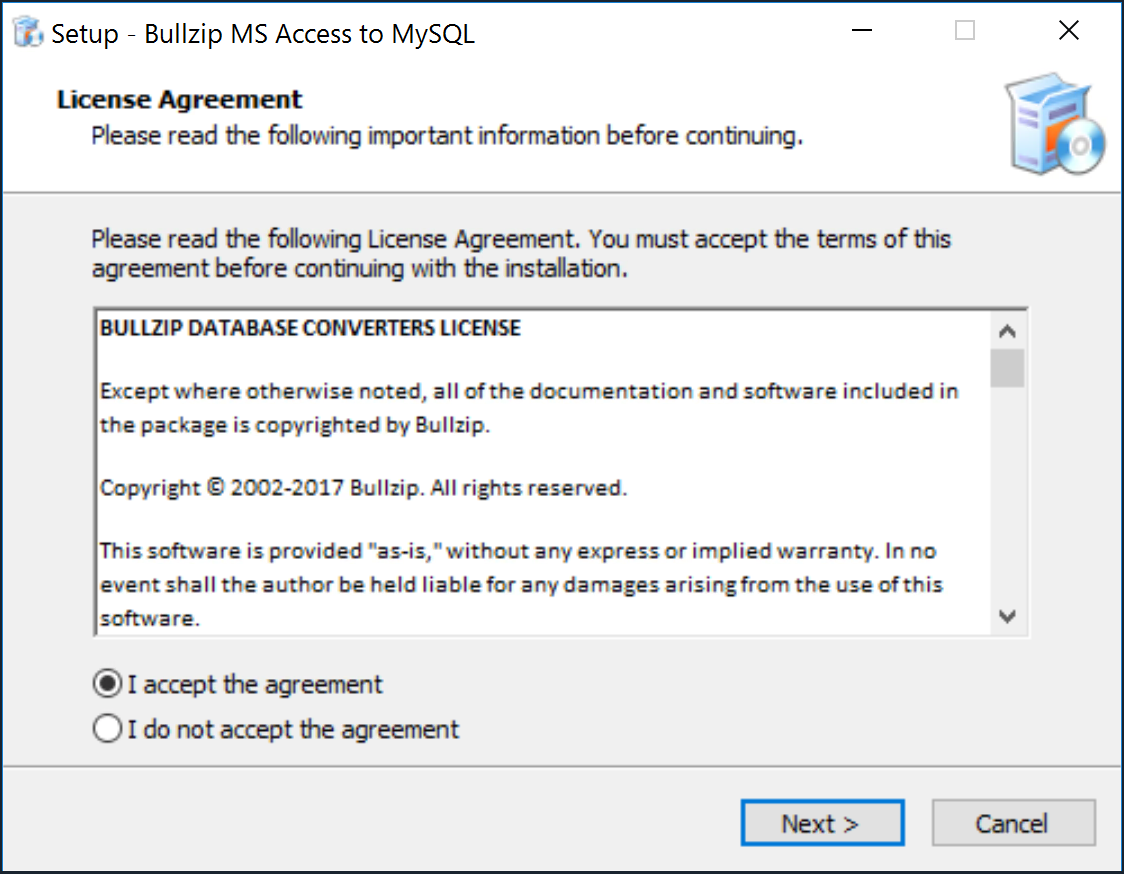 Setup - Bullzip MS Access to MySQL
License Agreement
Please read the following important information before continuing.
Please read the following License Agreement. You must accept the terms of this
agreement before continuing with the installation.
BULLZIP DATABASE CONVERTERS LICENSE
Except where otherwise noted, all of the documentation and software included in
the package is copyrighted by Bullzip.
Copyright © 2002-2017 Bullzip. All rights reserved.
This software is provided "as-is," without any express or implied warranty. In no
event shall the author be held liable for any damages arising from the use of this
software.
I accept the agreement
I do not accept the agreement
Next >
Cancel